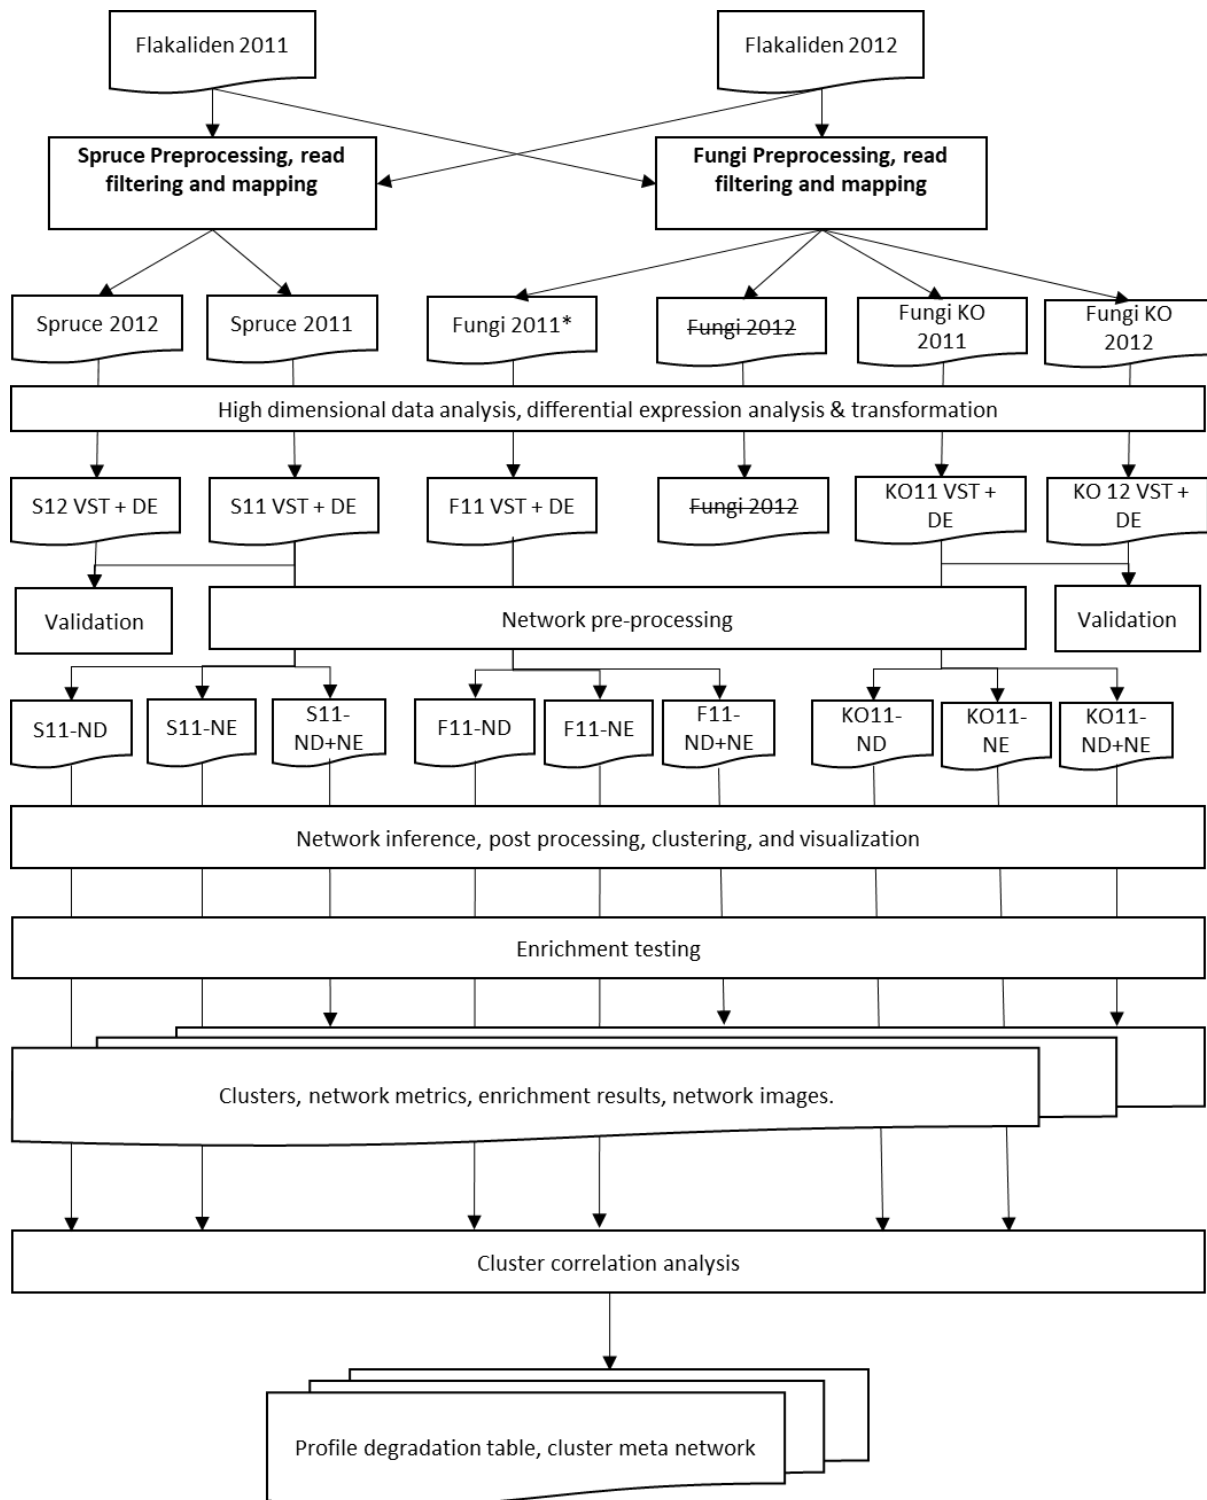 Flakaliden 2011
Flakaliden 2012
Spruce Preprocessing, read
filtering and mapping
Fungi Preprocessing, read
filtering and mapping
Spruce 2012
Spruce 2011
Fungi 2011*
Fungi 2012
Fungi KO
2011
Fungi KO
2012
High dimensional data analysis, differential expression analysis & transformation
S12 VST + DE
S11 VST + DE
F11 VST + DE
Fungi 2012
KO11 VST +
DE
KO 12 VST +
DE
Validation
Network pre-processing
Validation
S11-ND
S11-NE
S11-
ND+NE
F11-ND
F11-NE
F11-
ND+NE
KO11-
ND
KO11-
NE
KO11-
ND+NE
Network inference, post processing, clustering, and visualization
Enrichment testing
Clusters, network metrics, enrichment results, network images.
Cluster correlation analysis
Profile degradation table, cluster meta network